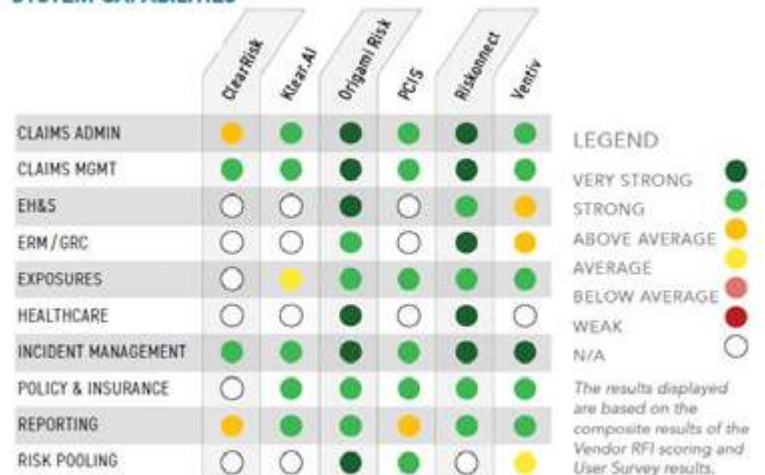 SYSTEM CAPABILITIES
ClearRisk
Klear.AI
Origami Risk
PCIS
Riskonnect
Ventiv
CLAIMS ADMIN
CLAIMS MGMT
EH&S
ERM/GRC
EXPOSURES
HEALTHCARE
INCIDENT MANAGEMENT
POLICY & INSURANCE
REPORTING
RISK POOLING
LEGEND
VERY STRONG
STRONG
ABOVE AVERAGE
AVERAGE
BELOW AVERAGE
WEAK
N/A
The results displayed
are based on the
composite results of the
Vendor RFI scoring and
User Survey results.